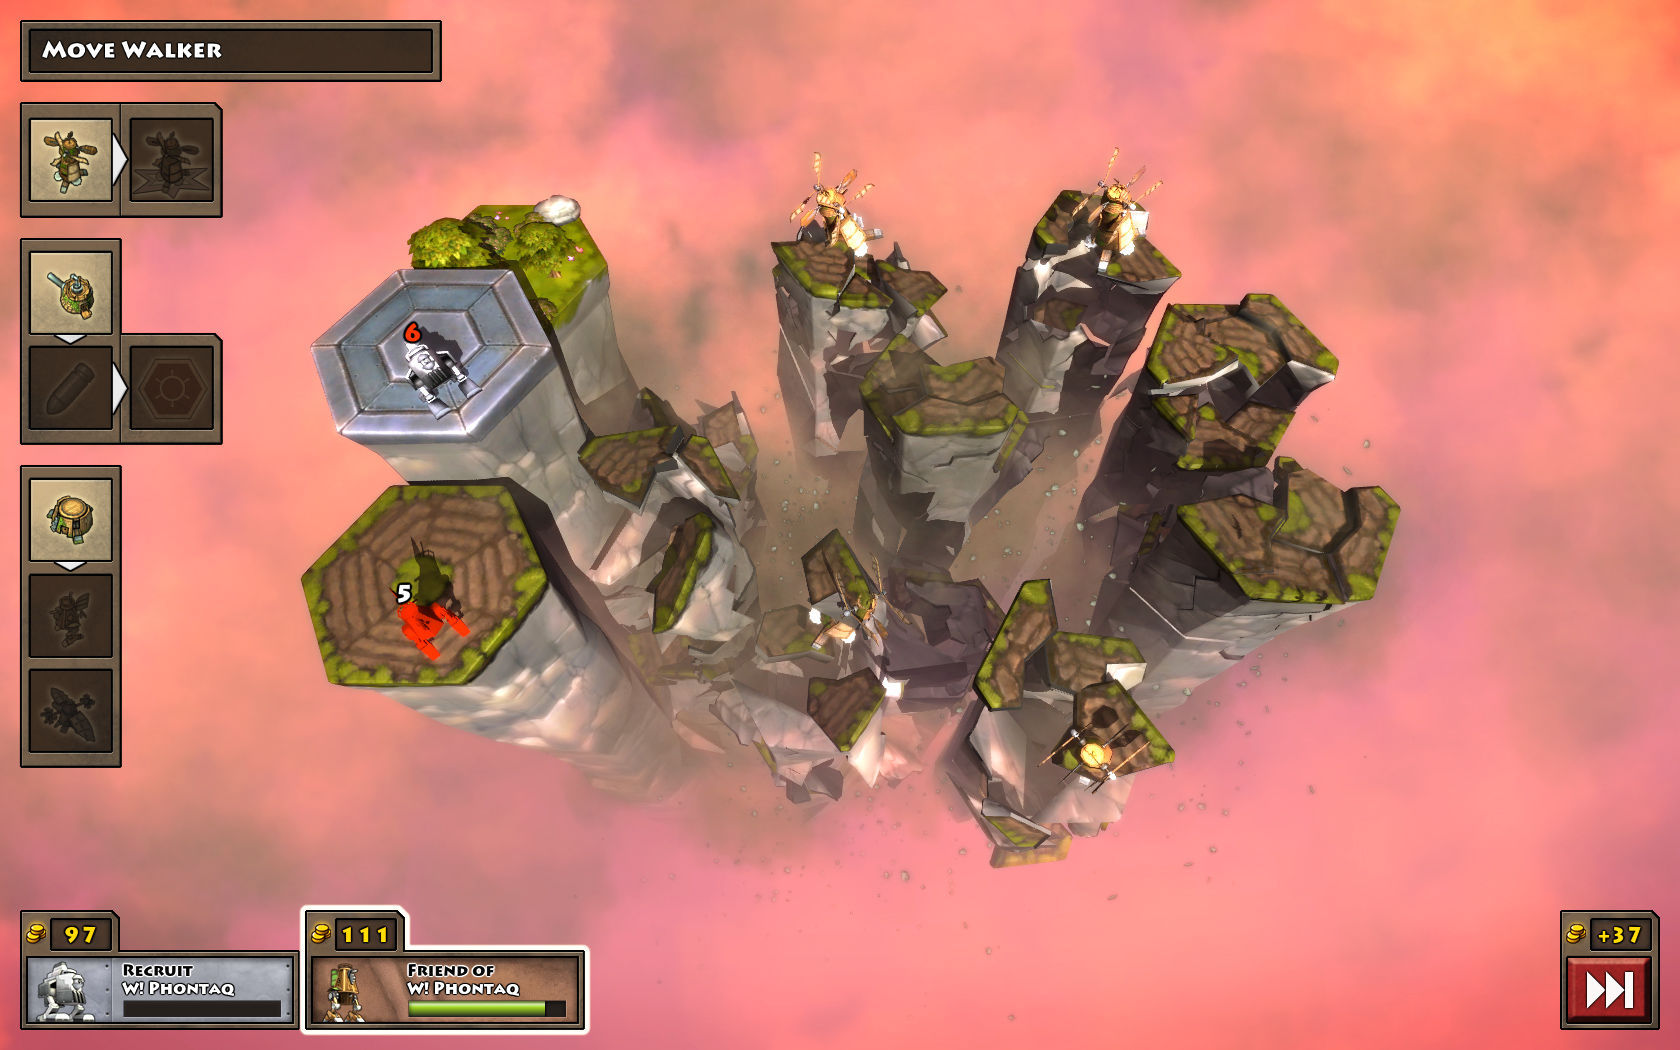 MOVE WALKER
6
5
97
RECRUIT
W! PHONTAQ
111
FRIEND OF
W! PHONTAQ
+37